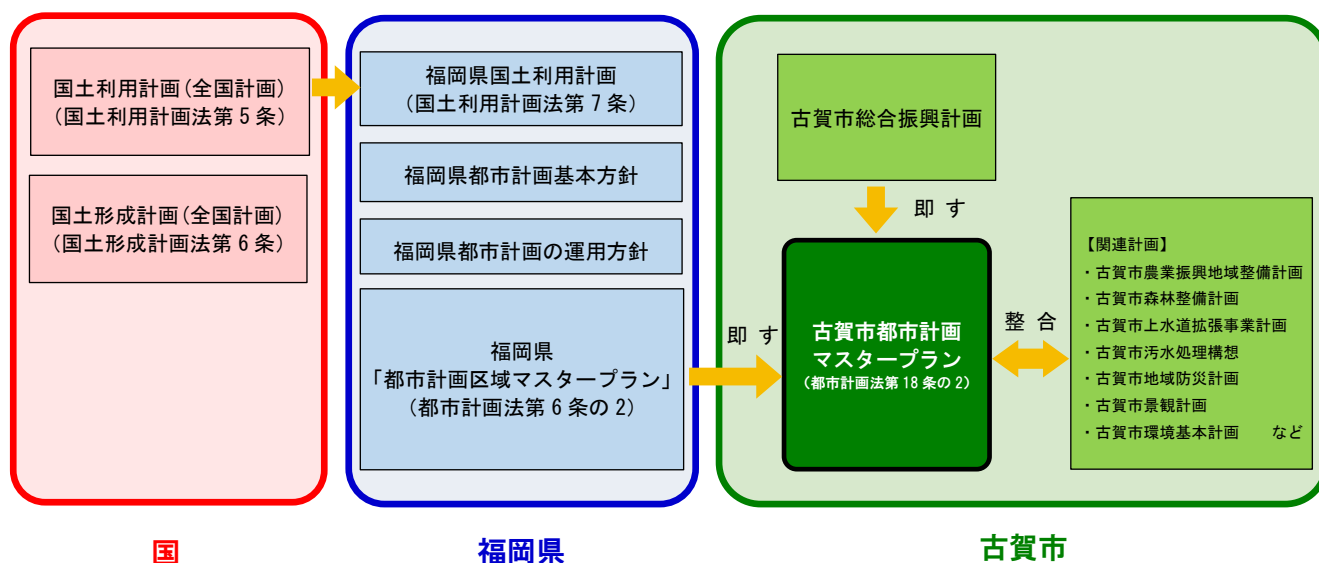 国土利用計画(全国計画)
(国土利用計画法第5条)
国土形成計画(全国計画)
(国土形成計画法第6条)
国
福岡県国土利用計画
(国土利用計画法第7条)
福岡県都市計画基本方針
福岡県都市計画の運用方針
福岡県
「都市計画区域マスタープラン」
(都市計画法第6条の2)
福岡県
古賀市総合振興計画
即す
即す
古賀市都市計画
マスタープラン
(都市計画法第18条の2)
整合
【関連計画】
・古賀市農業振興地域整備計画
・古賀市森林整備計画
・古賀市上水道拡張事業計画
・古賀市汚水処理構想
・古賀市地域防災計画
・古賀市景観計画
・古賀市環境基本計画 など
古賀市